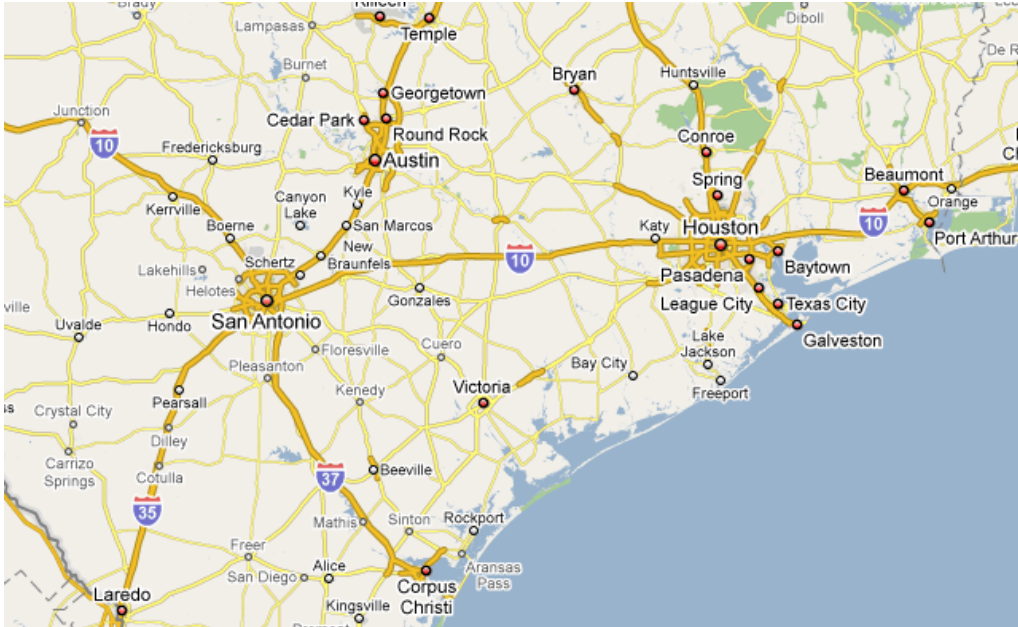 Brady
Lampasas
Killeen
Temple
Diboll
Burnet
Bryan
Huntsville
De R
Junction
Georgetown
Cedar Park
Round Rock
Conroe
10
Fredericksburg
Austin
Ch
Spring
Beaumont
Orange
Kerrville
Canyon
Lake
Kyle
San Marcos
Boerne
Katy
Houston
10
Port Arthur
New
Braunfels
Schertz
10
Lakehills
Helotes
Pasadena
Baytown
Gonzales
League City
Texas City
ville
San Antonio
Hondo
Uvalde
Galveston
Floresville
Cuero
Lake
Jackson
Pleasanton
Bay City
Victoria
Freeport
Pearsall
Kenedy
ss
Crystal City
Dilley
Carrizo
Springs
Cotulla
37
Beeville
35
Mathis
Sinton
Rockport
Freer
Aransas
Pass
San Diego
Alice
Laredo
Corpus
Christi
Kingsville